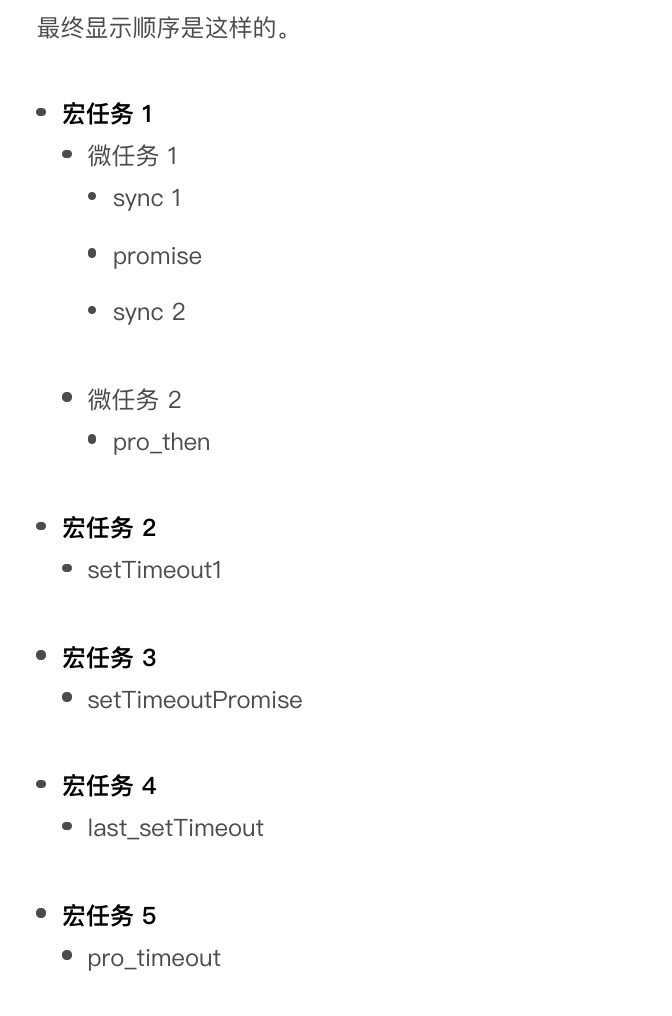 最终显示顺序是这样的。
宏任务 1
微任务 1
sync 1
promise
sync 2
微任务 2
pro_then
宏任务 2
setTimeout1
宏任务 3
setTimeoutPromise
宏任务 4
last_setTimeout
宏任务 5
pro_timeout